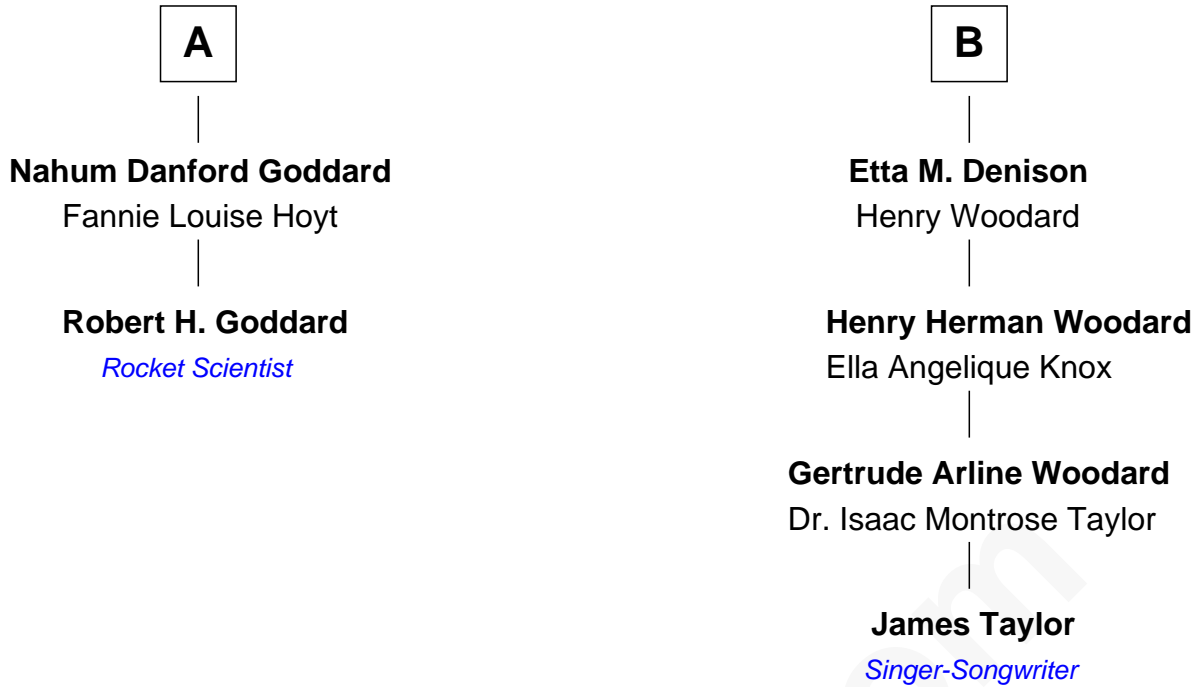 A
Nahum Danford Goddard
Fannie Louise Hoyt
Robert H. Goddard
Rocket Scientist
B
Etta M. Denison
Henry Woodard
Henry Herman Woodard
Ella Angelique Knox
Gertrude Arline Woodard
Dr. Isaac Montrose Taylor
James Taylor
Singer-Songwriter